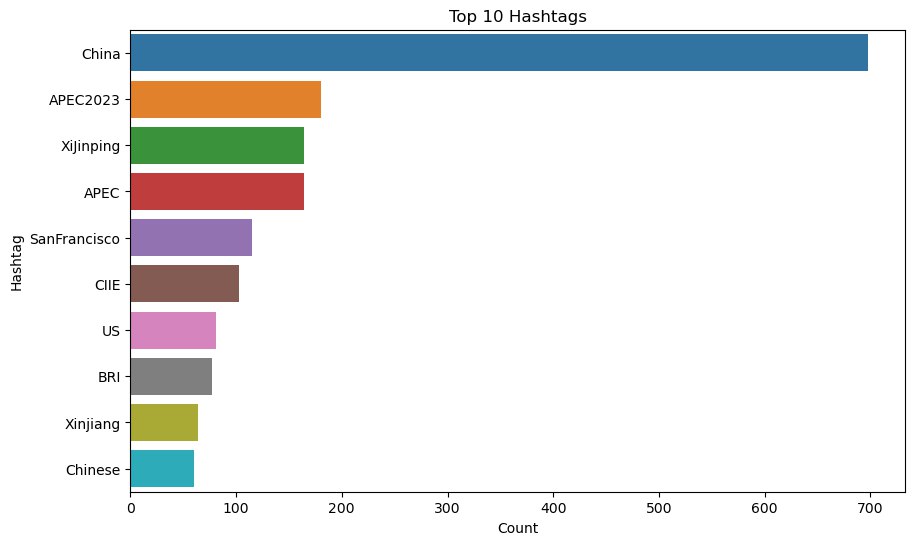 Top 10 Hashtags
Hashtag
China
APEC2023
XiJinping
APEC
SanFrancisco
CIIE
US
BRI
Xinjiang
Chinese
0 100 200 300 400 500 600 700
Count